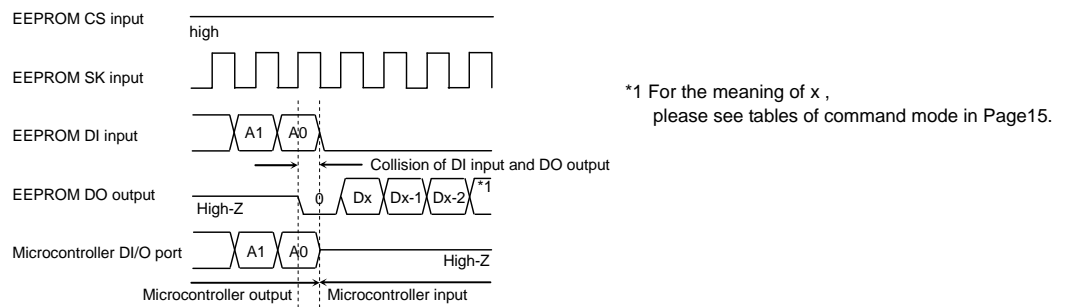 EEPROM CS input
high
EEPROM SK input
*1 For the meaning of x ,
please see tables of command mode in Page15.
EEPROM DI input
A1 A0
Collision of DI input and DO output
EEPROM DO output
High-Z
0 Dx Dx-1 Dx-2 *1
Microcontroller DI/O port
A1 A0
High-Z
Microcontroller output Microcontroller input